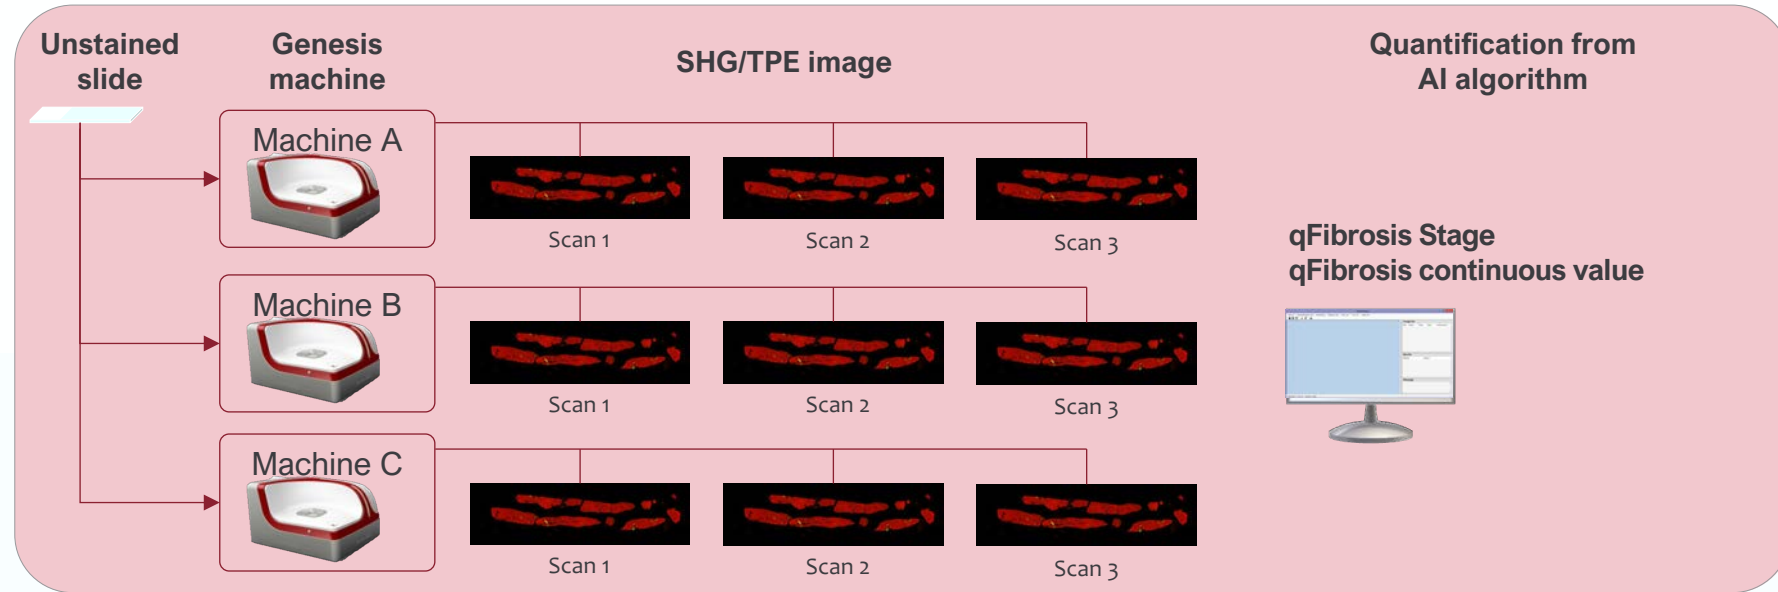 Unstained
slide
Genesis
machine
SHG/TPE image
Quantification from
AI algorithm
Machine A
Scan 1
Scan 2
Scan 3
qFibrosis Stage
qFibrosis continuous value
Machine B
Scan 1
Scan 2
Scan 3
Machine C
Scan 1
Scan 2
Scan 3